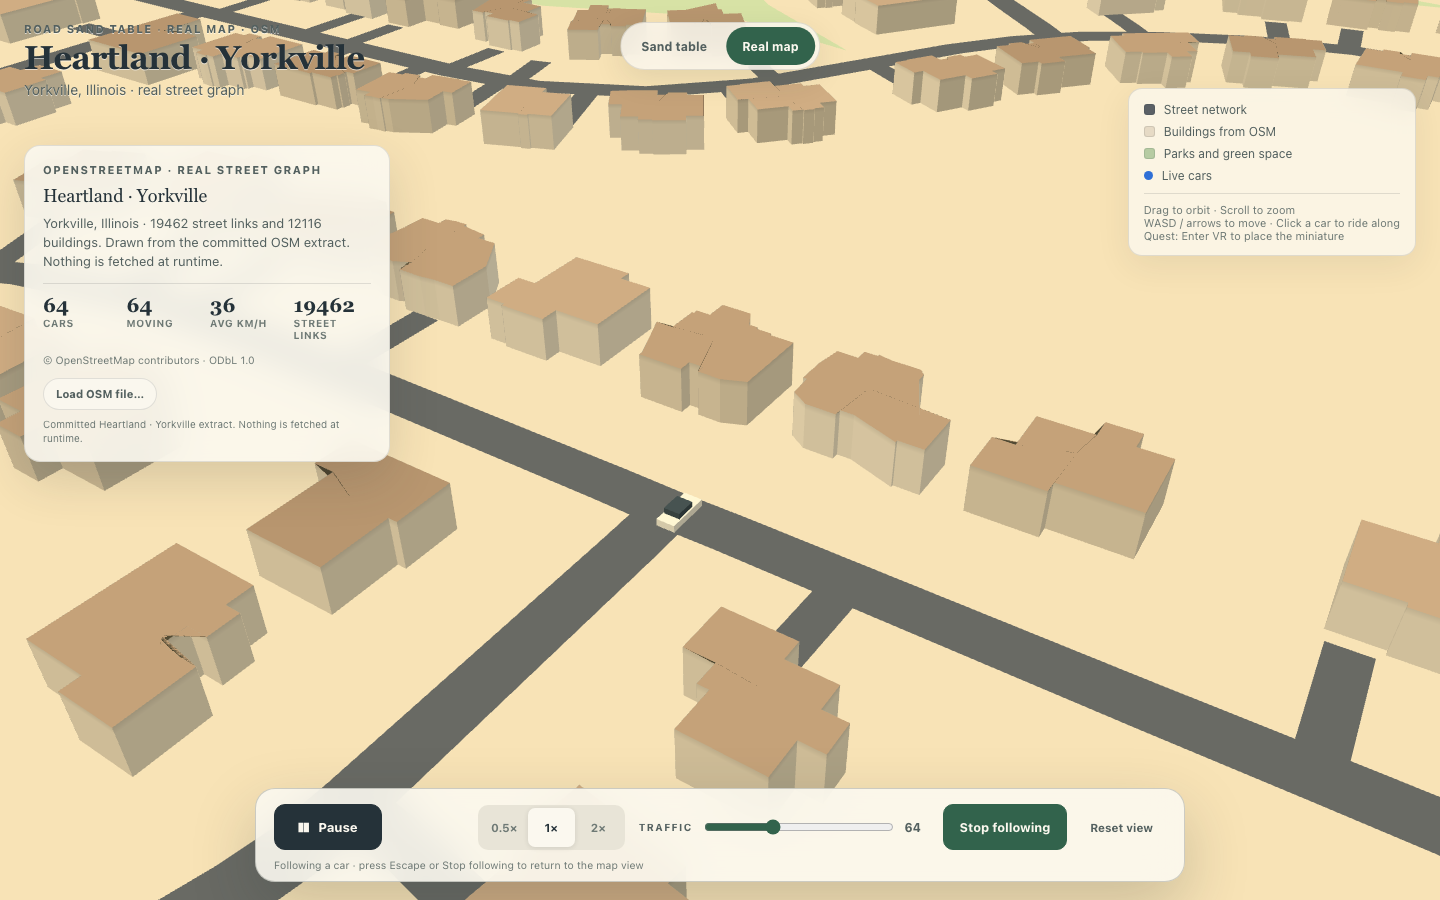 ROAD SAND TABLE · REAL MAP · OSM
Heartland · Yorkville
Yorkville, Illinois · real street graph
Sand table
Real map
Street network
Buildings from OSM
Parks and green space
Live cars
Drag to orbit · Scroll to zoom
WASD / arrows to move · Click a car to ride along
Quest: Enter VR to place the miniature
OPENSTREETMAP · REAL STREET GRAPH
Heartland · Yorkville
Yorkville, Illinois · 19462 street links and 12116
buildings. Drawn from the committed OSM extract.
Nothing is fetched at runtime.
64 64 36 19462
CARS MOVING AVG KM/H STREET
LINKS
© OpenStreetMap contributors · ODbL 1.0
Load OSM file...
Committed Heartland · Yorkville extract. Nothing is fetched at
runtime.
Pause
0.5× 1× 2×
TRAFFIC
64
Stop following
Reset view
Following a car · press Escape or Stop following to return to the map view